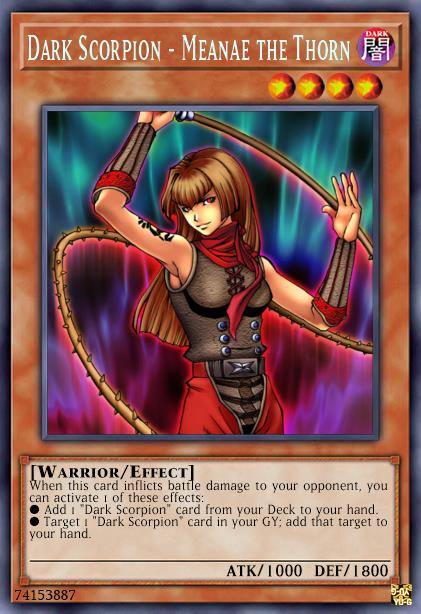 Dark Scorpion - Meanae the Thorn
DARK
闇
[Warrior/Effect]
When this card inflicts battle damage to your opponent, you
can activate 1 of these effects:
● Add 1 "Dark Scorpion" card from your Deck to your hand.
● Target 1 "Dark Scorpion" card in your GY; add that target to
your hand.
ATK/1000 DEF/1800
74153887